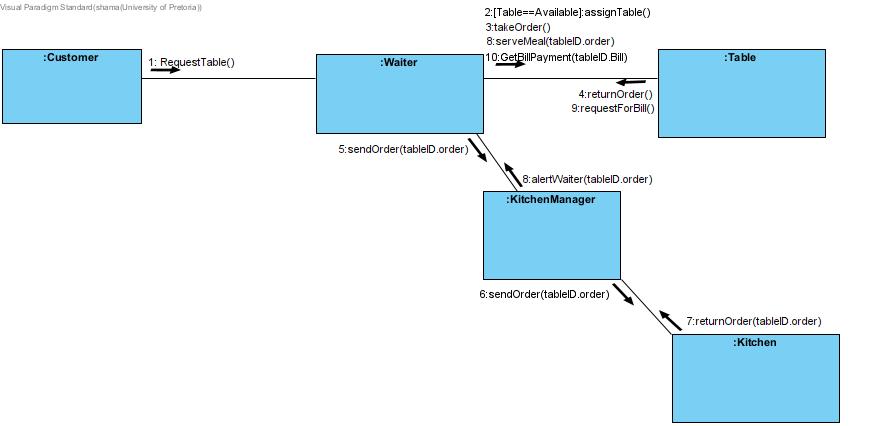 Visual Paradigm Standard(shama(University of Pretoria))
2:[Table==Available]:assignTable()
3:takeOrder()
8:serveMeal(tableID.order)
10:GetBillPayment(tableID.Bill)
:Customer
1: RequestTable()
:Waiter
:Table
4:returnOrder()
9:requestForBill()
5:sendOrder(tableID.order)
8:alertWaiter(tableID.order)
:KitchenManager
6:sendOrder(tableID.order)
7:returnOrder(tableID.order)
:Kitchen